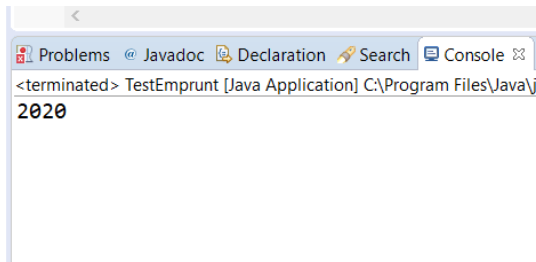 Problems @ Javadoc Declaration Search Console
<terminated> TestEmprunt [Java Application] C:\Program Files\Java\j
2020